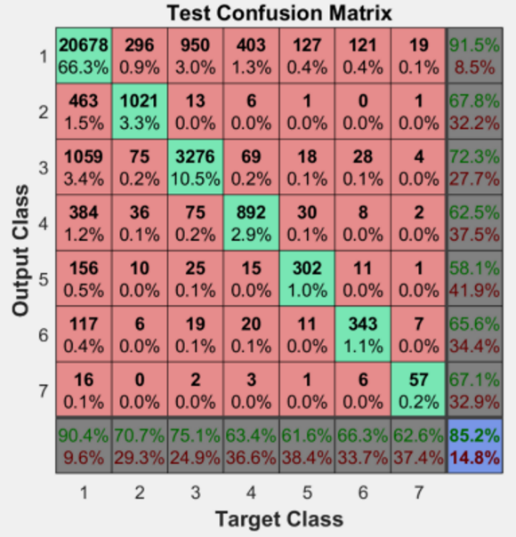 Test Confusion Matrix
1 20678 296 950 403 127 121 19 91.5%
66.3% 0.9% 3.0% 1.3% 0.4% 0.4% 0.1% 8.5%
2 463 1021 13 6 1 0 1 67.8%
1.5% 3.3% 0.0% 0.0% 0.0% 0.0% 0.0% 32.2%
3 1059 75 3276 69 18 28 4 72.3%
3.4% 0.2% 10.5% 0.2% 0.1% 0.1% 0.0% 27.7%
4 384 36 75 892 30 8 2 62.5%
1.2% 0.1% 0.2% 2.9% 0.1% 0.0% 0.0% 37.5%
5 156 10 25 15 302 11 1 58.1%
0.5% 0.0% 0.1% 0.0% 1.0% 0.0% 0.0% 41.9%
6 117 6 19 20 11 343 7 65.6%
0.4% 0.0% 0.1% 0.1% 0.0% 1.1% 0.0% 34.4%
7 16 0 2 3 1 6 57 67.1%
0.1% 0.0% 0.0% 0.0% 0.0% 0.0% 0.2% 32.9%
90.4% 70.7% 75.1% 63.4% 61.6% 66.3% 62.6% 85.2%
9.6% 29.3% 24.9% 36.6% 38.4% 33.7% 37.4% 14.8%
1 2 3 4 5 6 7
Target Class
Output Class